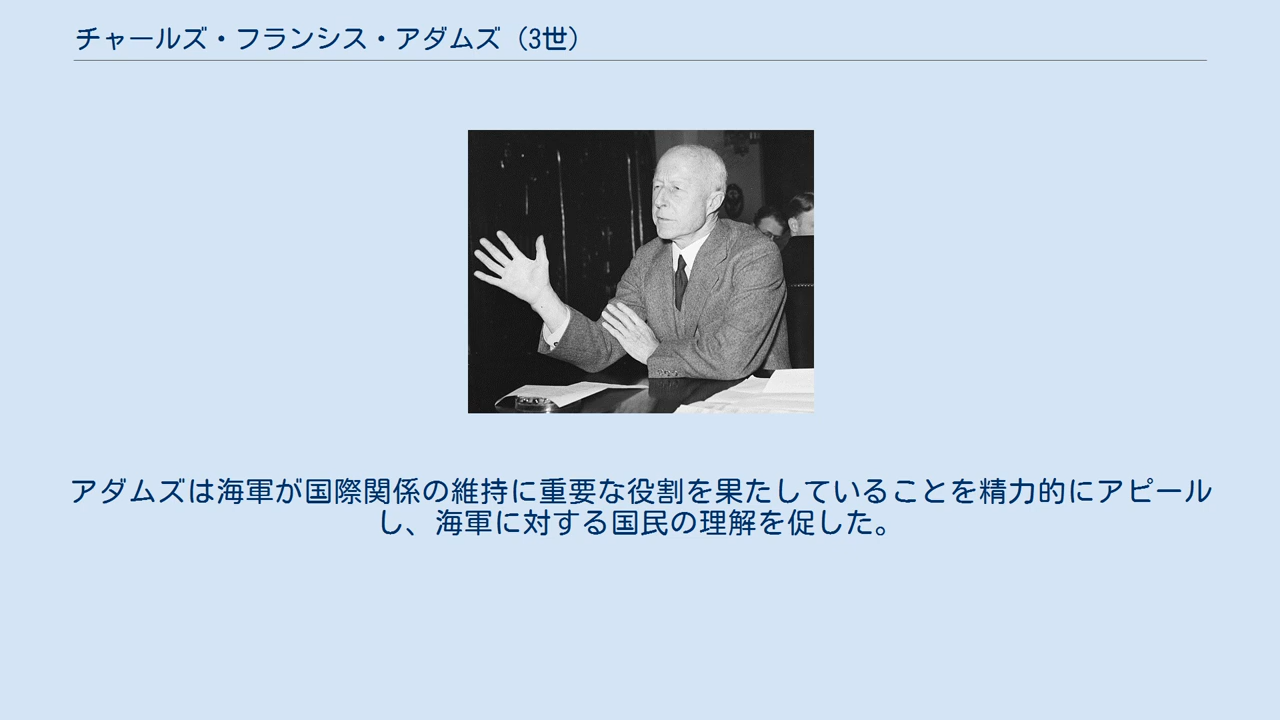 チャールズ・フランシス・アダムズ（3世）
アダムズは海軍が国際関係の維持に重要な役割を果たしていることを精力的にアピール
し、海軍に対する国民の理解を促した。